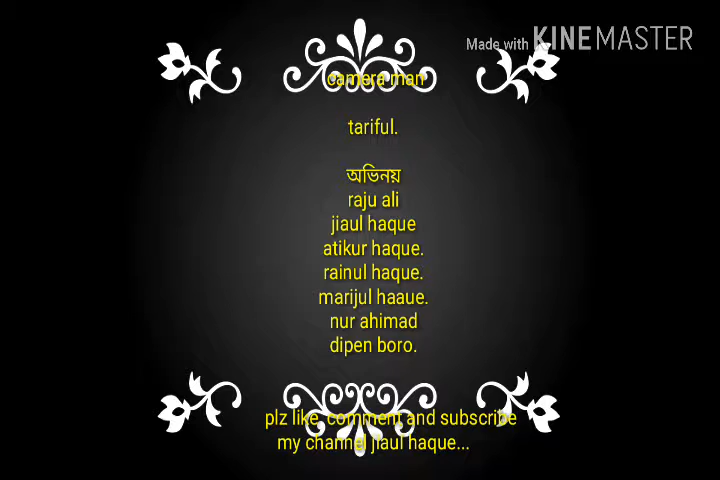 Made with KINEMASTER
camera man
tariful.
অভিনয়
raju ali
jiaul haque
atikur haque.
rainul haque.
marijul haaue.
nur ahimad
dipen boro.
plz like, comment and subscribe
my channel jiaul haque...